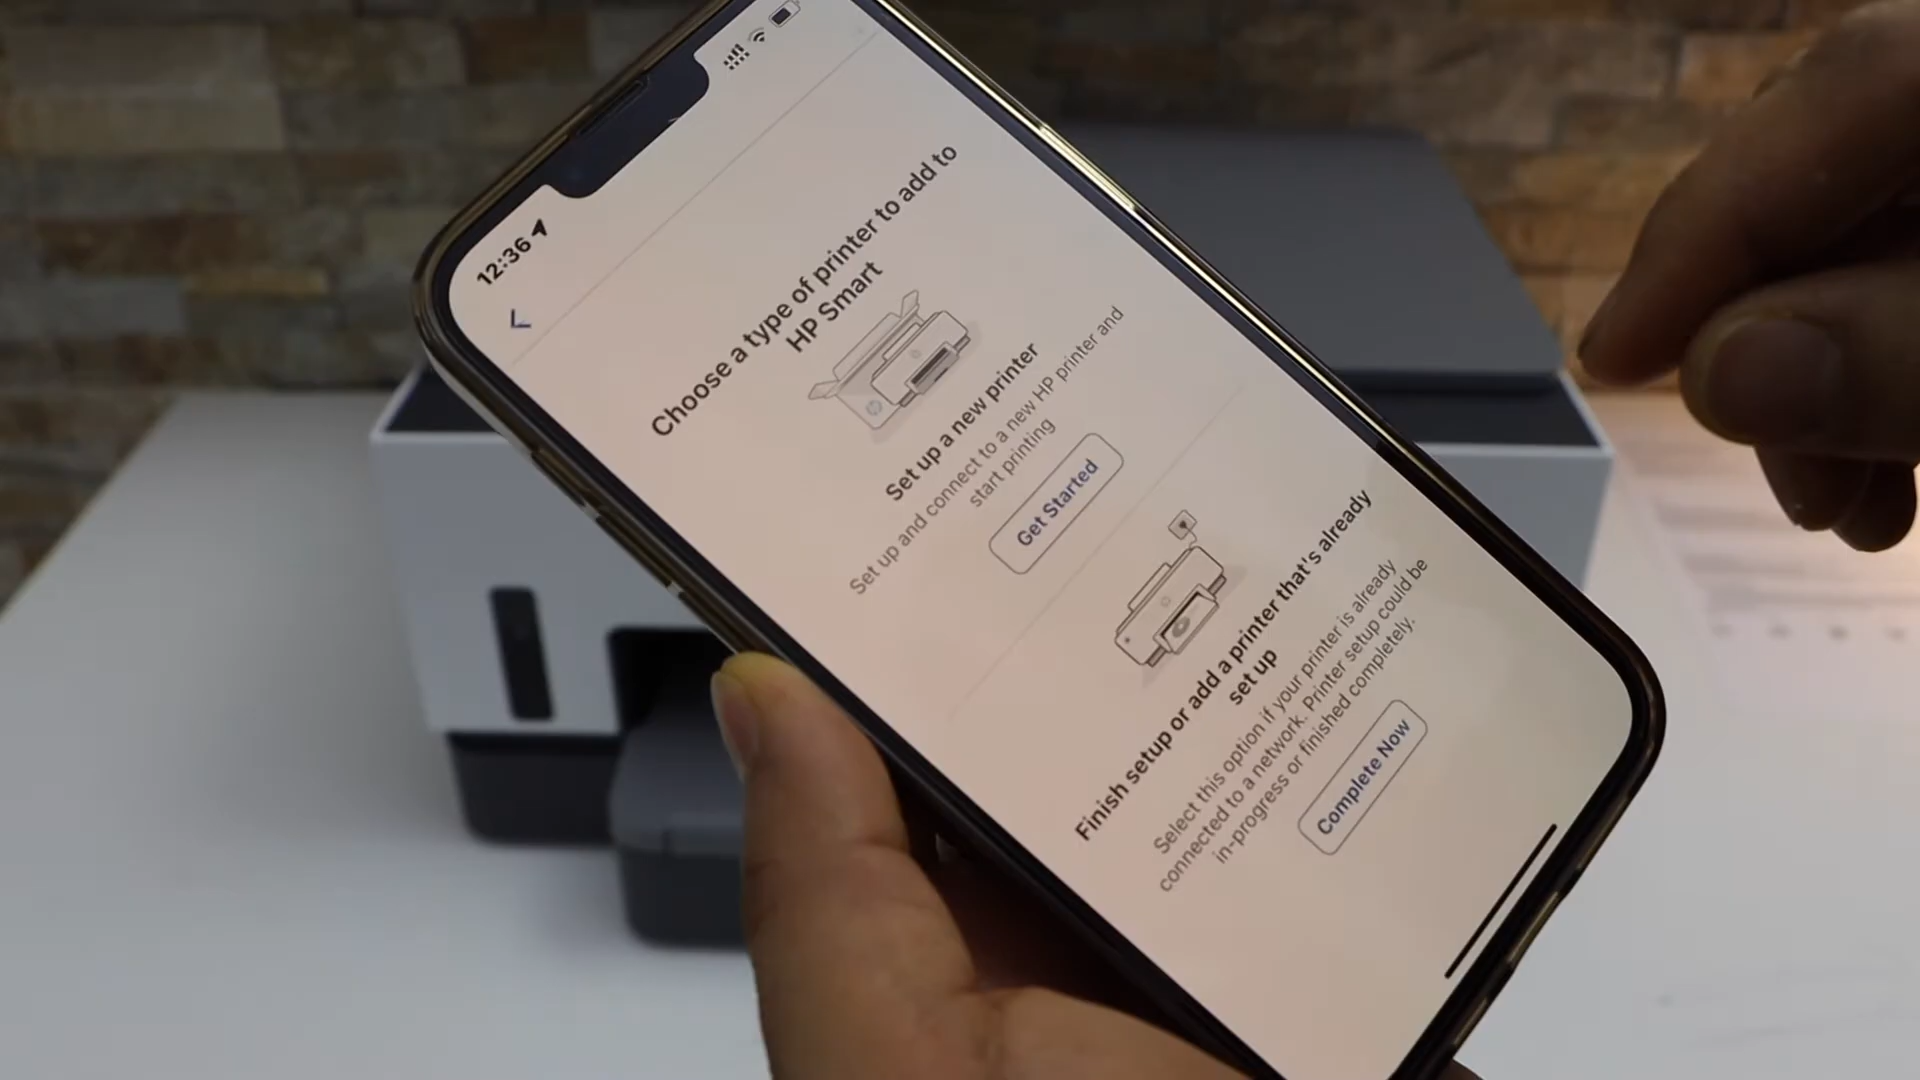 12:36
Choose a type of printer to add to
HP Smart
Set up a new printer
Set up and connect to a new HP printer and
start printing
Get Started
Finish setup or add a printer that's already
set up
Select this option if your printer is already
connected to a network. Printer setup could be
in-progress or finished completely.
Complete Now